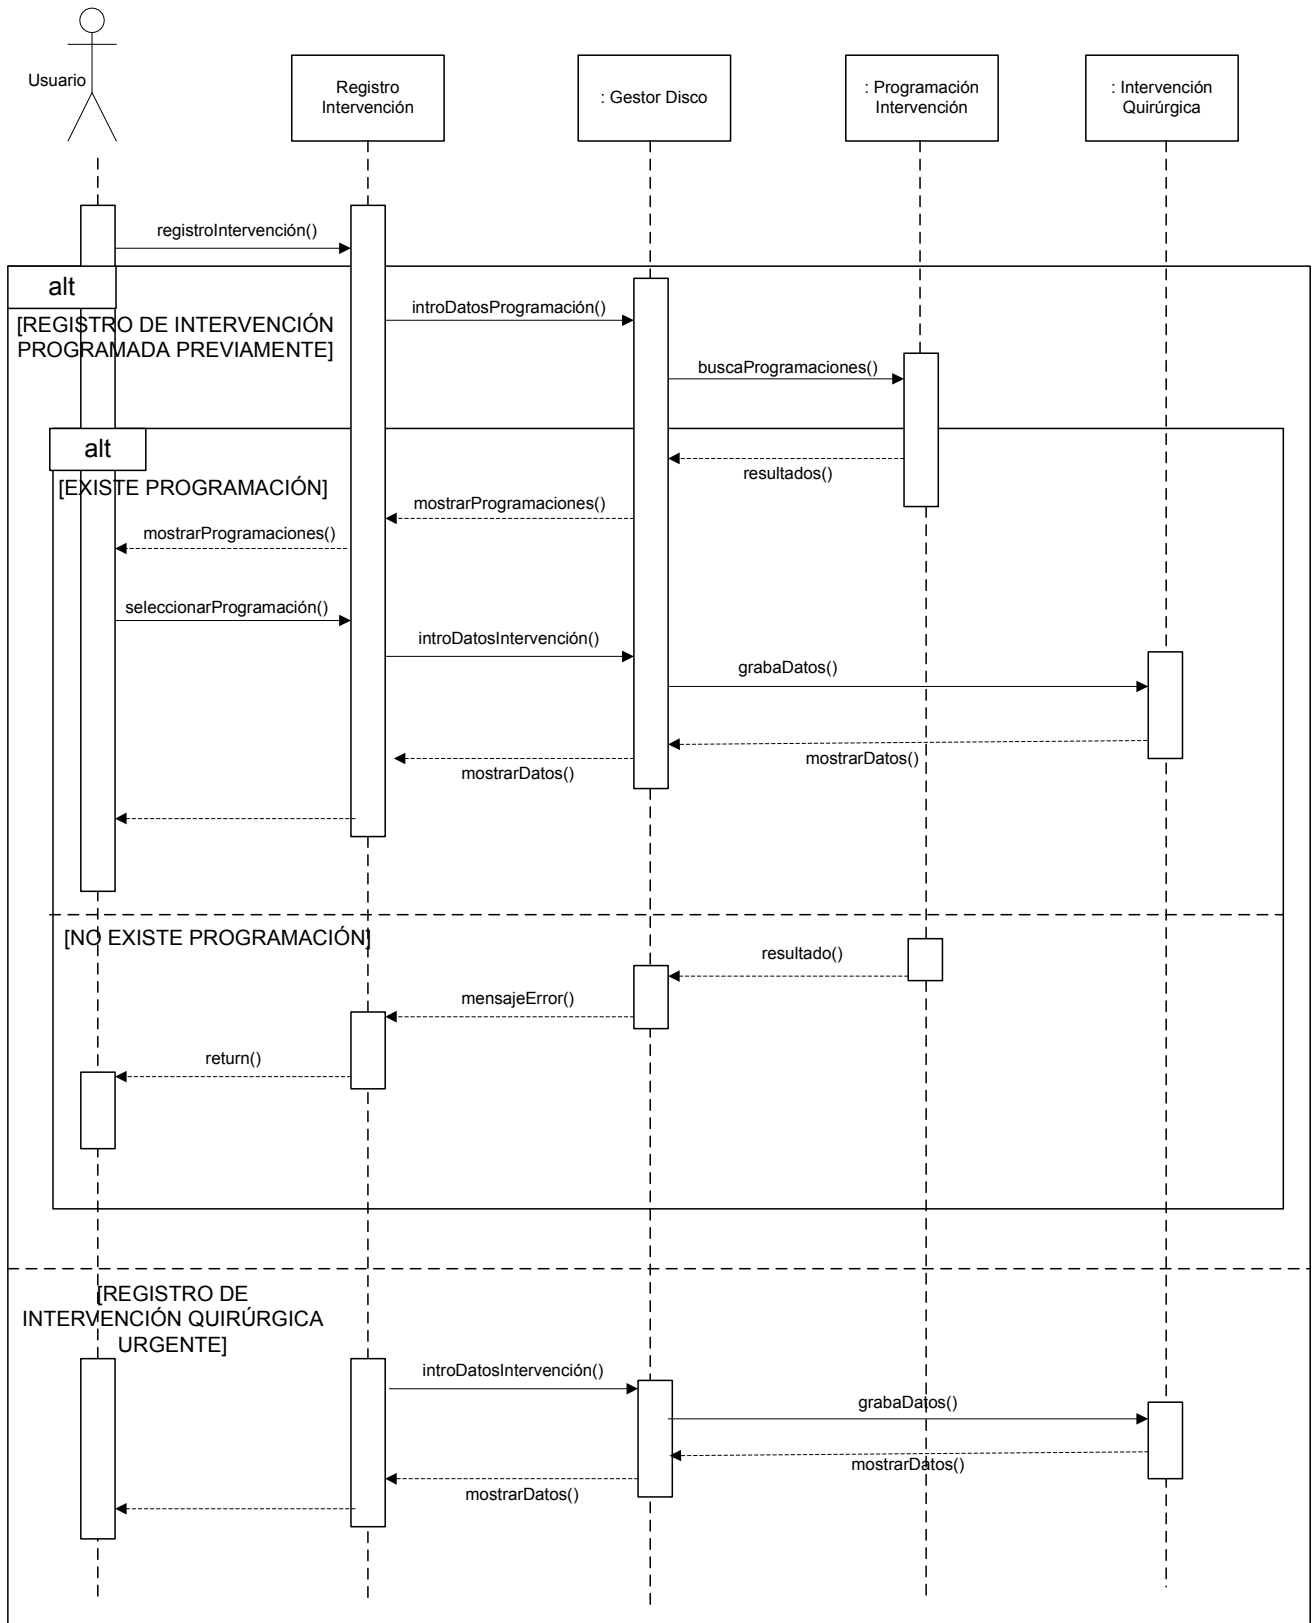 Usuario
Registro
Intervención
: Gestor Disco
: Programación
Intervención
: Intervención
Quirúrgica
registroIntervención()
alt
[REGISTRO DE INTERVENCIÓN
PROGRAMADA PREVIAMENTE]
introDatosProgramación()
buscaProgramaciones()
alt
[EXISTE PROGRAMACIÓN]
resultados()
mostrarProgramaciones()
mostrarProgramaciones()
seleccionarProgramación()
introDatosIntervención()
grabaDatos()
mostrarDatos()
mostrarDatos()
[NO EXISTE PROGRAMACIÓN]
resultado()
mensajeError()
return()
[REGISTRO DE
INTERVENCIÓN QUIRÚRGICA
URGENTE]
introDatosIntervención()
grabaDatos()
mostrarDatos()
mostrarDatos()